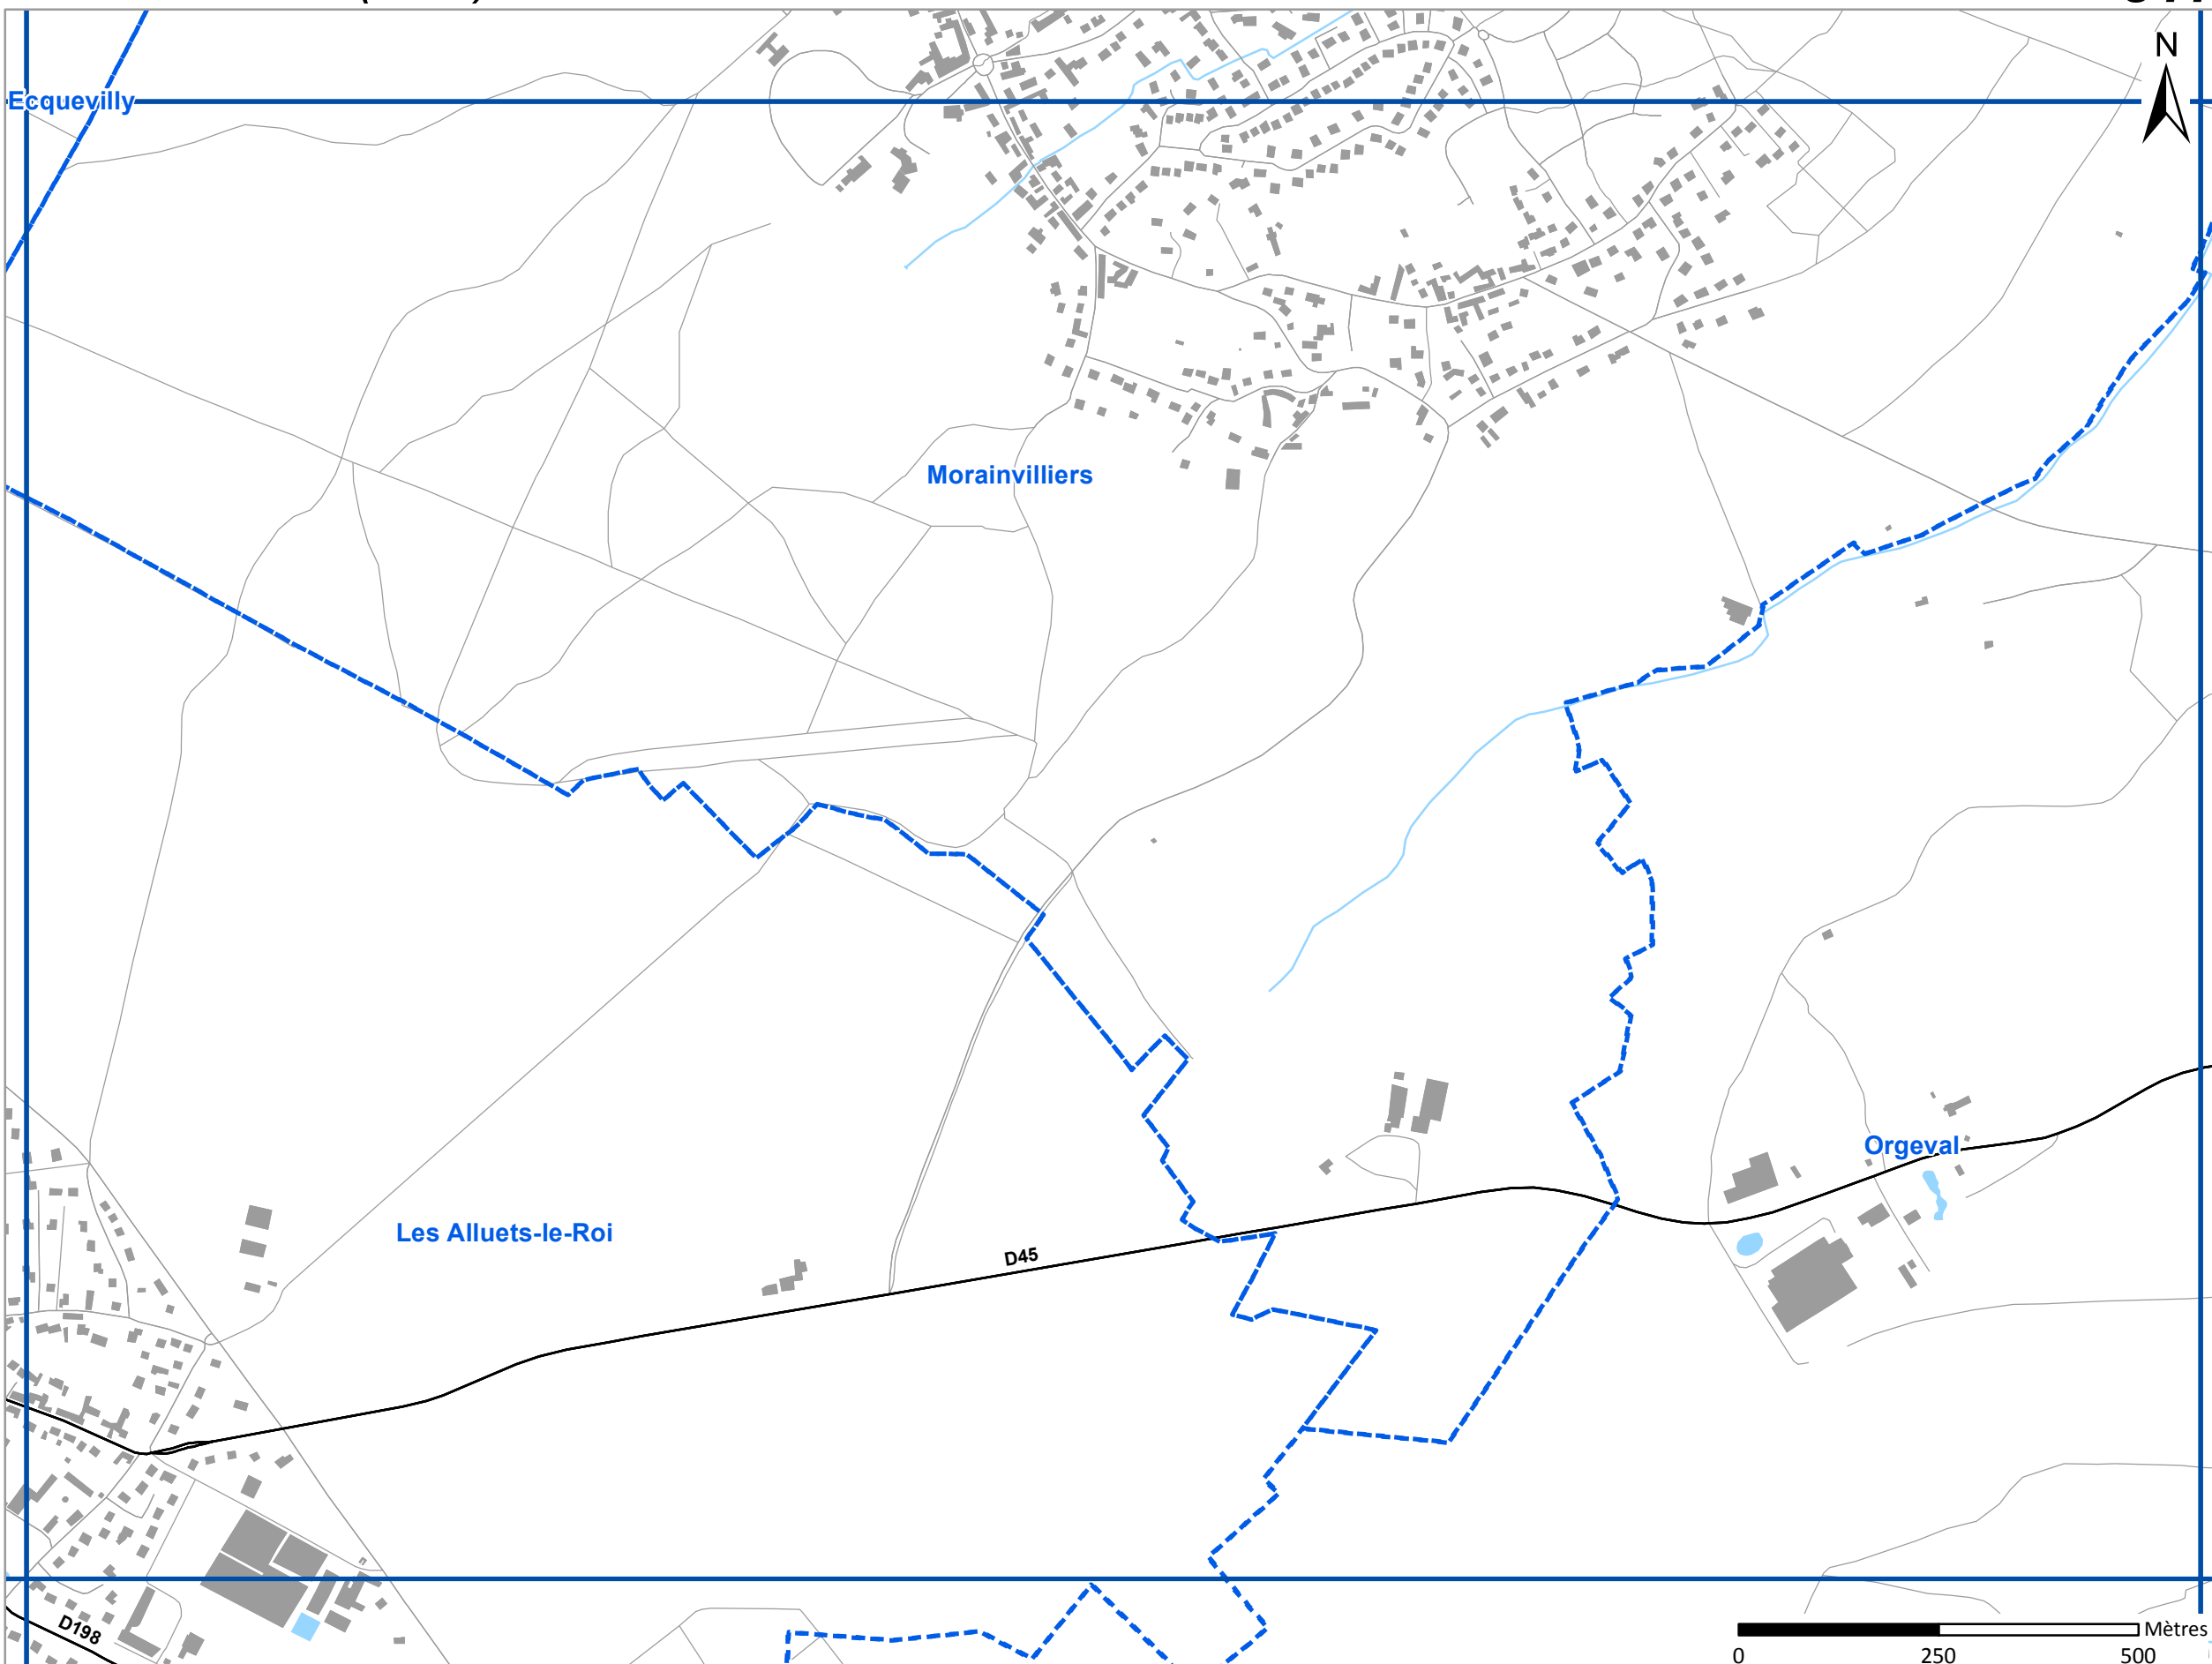 N
Ecquevilly
Morainvilliers
Orgeval
Les Alluets-le-Roi
D45
D198
Mètres
0 250 500